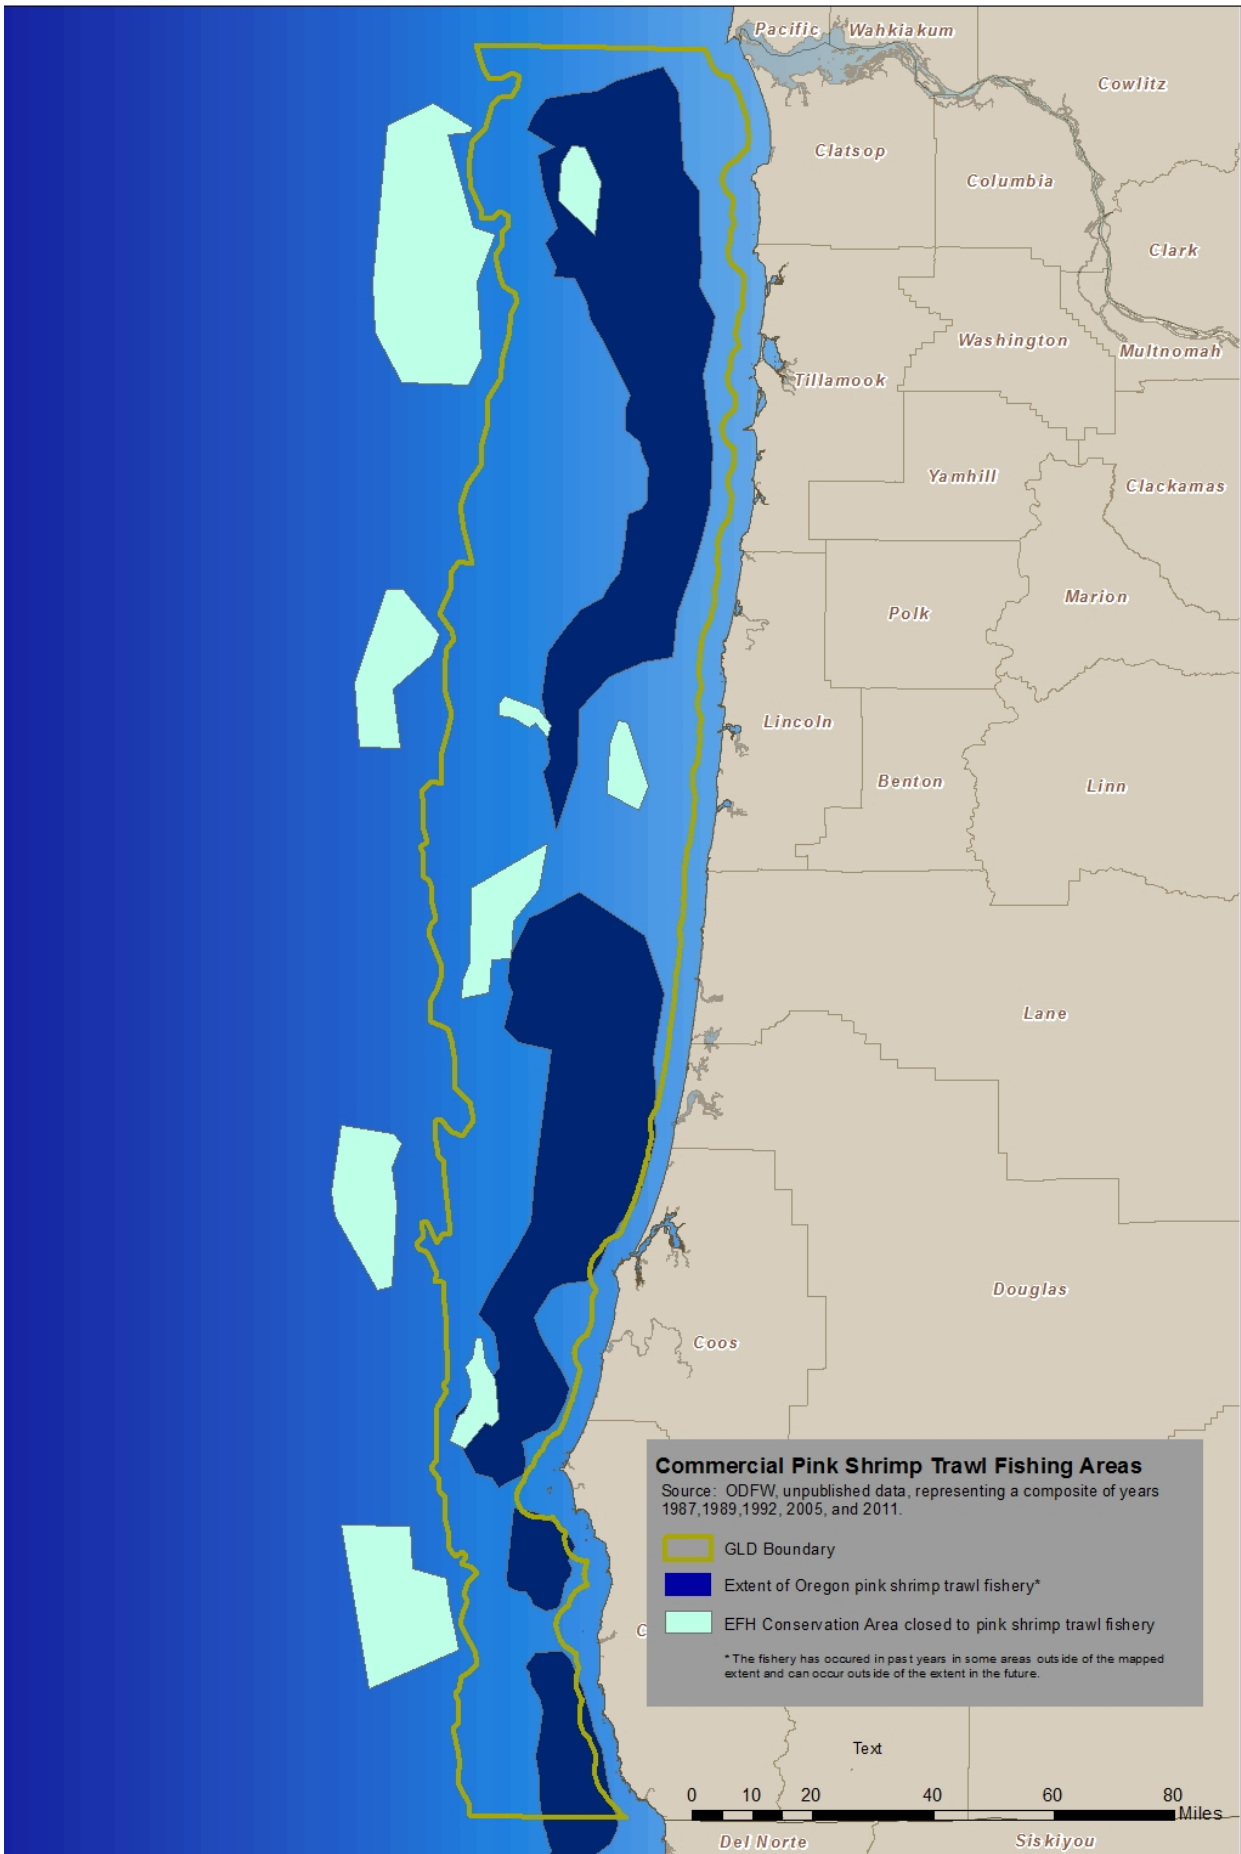 Pacific
Wahkiakum
Cowlitz
Clatsop
Columbia
Clark
Washington
Multnomah
Tillamook
Yamhill
Clackamas
Polk
Marion
Lincoln
Benton
Linn
Lane
Douglas
Coos
C
Commercial Pink Shrimp Trawl Fishing Areas
Source: ODFW, unpublished data, representing a composite of years
1987,1989,1992, 2005, and 2011.
GLD Boundary
Extent of Oregon pink shrimp trawl fishery*
EFH Conservation Area closed to pink shrimp trawl fishery
* The fishery has occured in past years in some areas outside of the mapped
extent and can occur outside of the extent in the future.
Text
0 10 20 40 60 80
Miles
Del Norte
Siskiyou